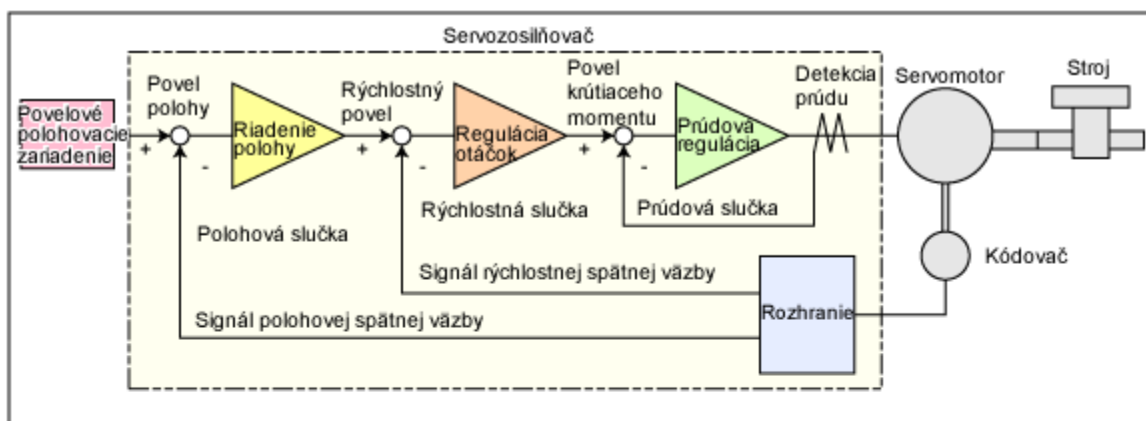 Servozosilňovač
Povelové
polohovacie
zariadenie
Povel
polohy
+
-
Riadenie
polohy
Rýchlostný
povel
+
-
Regulácia
otáčok
Povel
krútiaceho
momentu
+
-
Prúdová
regulácia
Detekcia
prúdu
Servomotor
Stroj
Polohová slučka
Rýchlostná slučka
Prúdová slučka
Kódovač
Signál rýchlostnej spätnej väzby
Signál polohovej spätnej väzby
Rozhranie